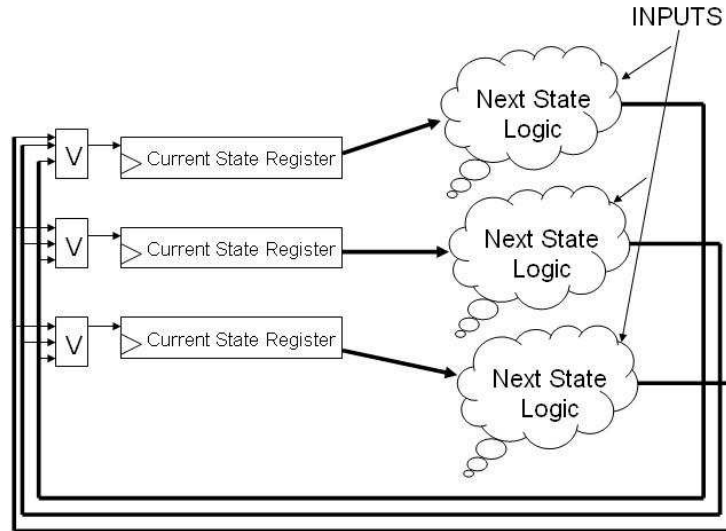 INPUTS
Next State
Logic
V
Current State Register
Next State
Logic
V
Current State Register
Next State
Logic
V
Current State Register